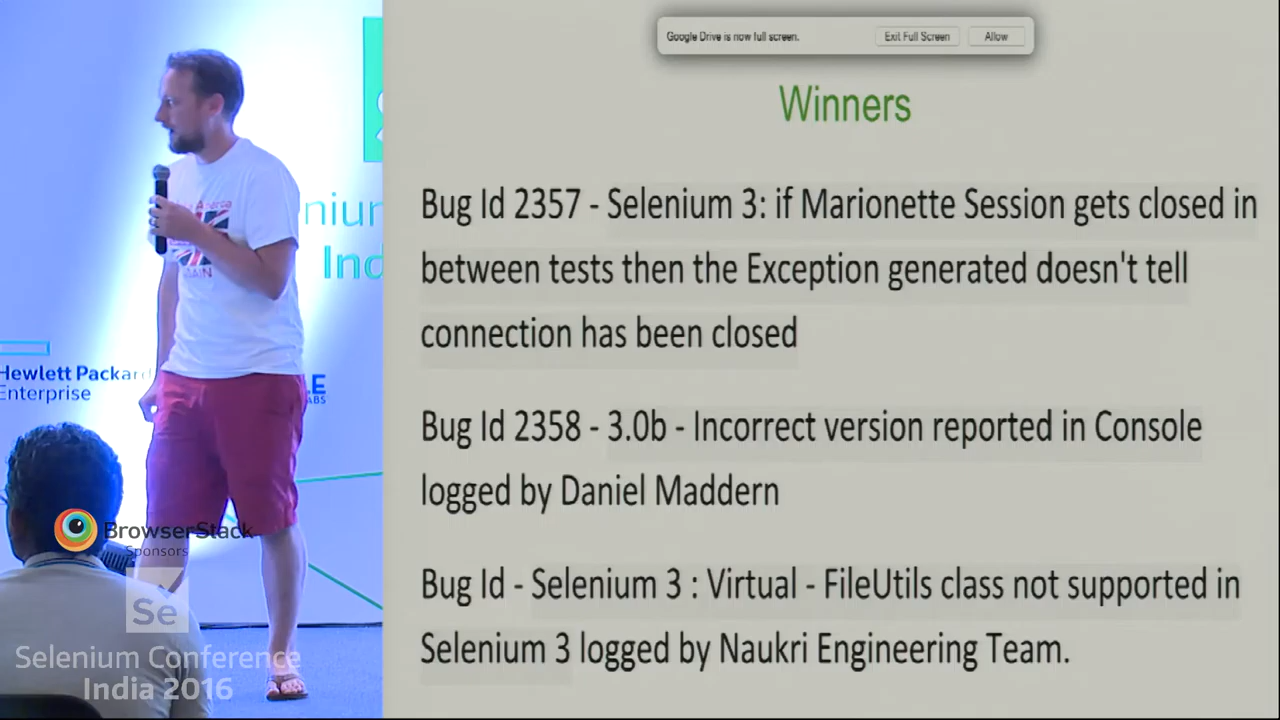 Google Drive is now full screen. Exit Full Screen Allow
Winners
Bug Id 2357 - Selenium 3: if Marionette Session gets closed in
between tests then the Exception generated doesn't tell
connection has been closed
Bug Id 2358 - 3.0b - Incorrect version reported in Console
logged by Daniel Maddern
Bug Id - Selenium 3 : Virtual - FileUtils class not supported in
Selenium 3 logged by Naukri Engineering Team.
nium
Ind
Hewlett Packard
Enterprise
BrowserStack
Sponsors
Se
Selenium Conference
India 2016